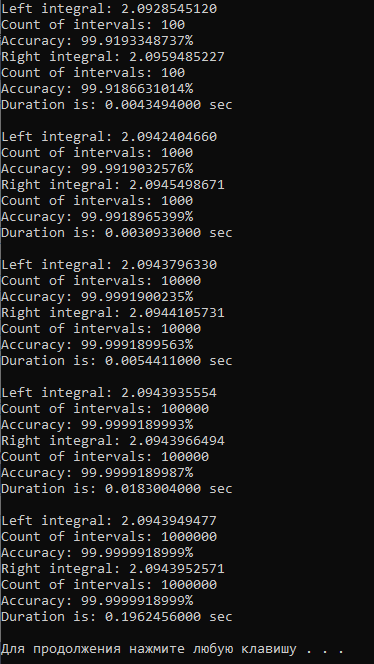 Left integral: 2.0928545120
Count of intervals: 100
Accuracy: 99.9193348737%
Right integral: 2.0959485227
Count of intervals: 100
Accuracy: 99.9186631014%
Duration is: 0.0043494000 sec

Left integral: 2.0942404660
Count of intervals: 1000
Accuracy: 99.9919032576%
Right integral: 2.0945498671
Count of intervals: 1000
Accuracy: 99.9918965399%
Duration is: 0.0030933000 sec

Left integral: 2.0943796330
Count of intervals: 10000
Accuracy: 99.9991900235%
Right integral: 2.0944105731
Count of intervals: 10000
Accuracy: 99.9991899563%
Duration is: 0.0054411000 sec

Left integral: 2.0943935554
Count of intervals: 100000
Accuracy: 99.9999189993%
Right integral: 2.0943966494
Count of intervals: 100000
Accuracy: 99.9999189987%
Duration is: 0.0183004000 sec

Left integral: 2.0943949477
Count of intervals: 1000000
Accuracy: 99.9999918999%
Right integral: 2.0943952571
Count of intervals: 1000000
Accuracy: 99.9999918999%
Duration is: 0.1962456000 sec

Для продолжения нажмите любую клавишу . . .